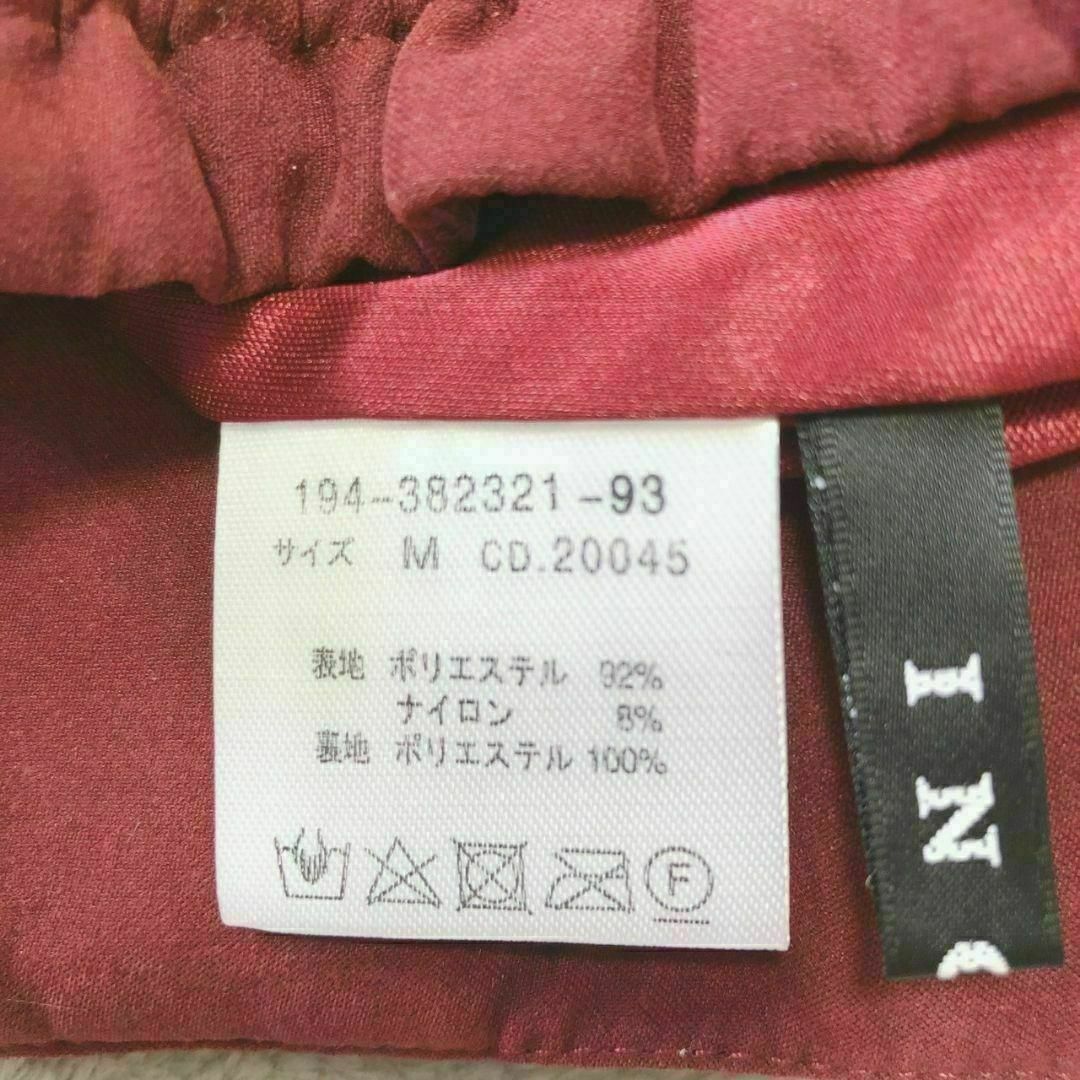 194-382321-93
サイズ M CD.20045
表地 ポリエステル 92%
ナイロン 8%
裏地 ポリエステル 100%
F
I N